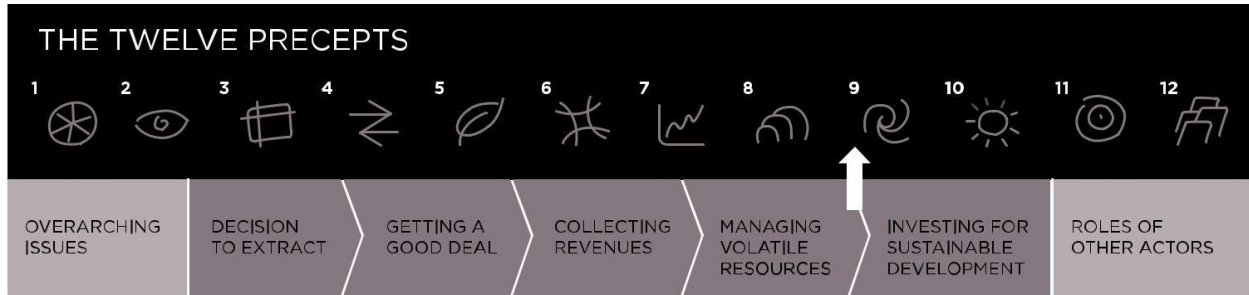 THE TWELVE PRECEPTS
1 2 3 4 5 6 7 8 9 10 11 12
OVERARCHING
ISSUES
DECISION
TO EXTRACT
GETTING A
GOOD DEAL
COLLECTING
REVENUES
MANAGING
VOLATILE
RESOURCES
INVESTING FOR
SUSTAINABLE
DEVELOPMENT
ROLES OF
OTHER ACTORS